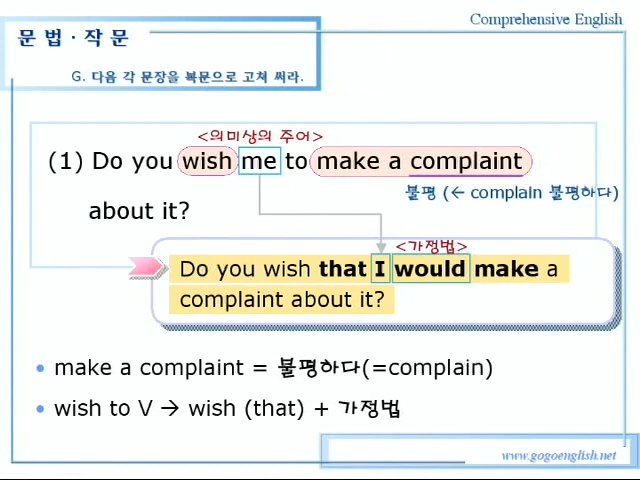 Comprehensive English
문 법 · 작 문
G. 다음 각 문장을 복문으로 고쳐 써라.
<의미상의 주어>
(1) Do you wish me to make a complaint
불평 (← complain 불평하다)
about it?
<가정법>
Do you wish that I would make a
complaint about it?
• make a complaint = 불평하다(=complain)
• wish to V → wish (that) + 가정법
www.gogoenglish.net